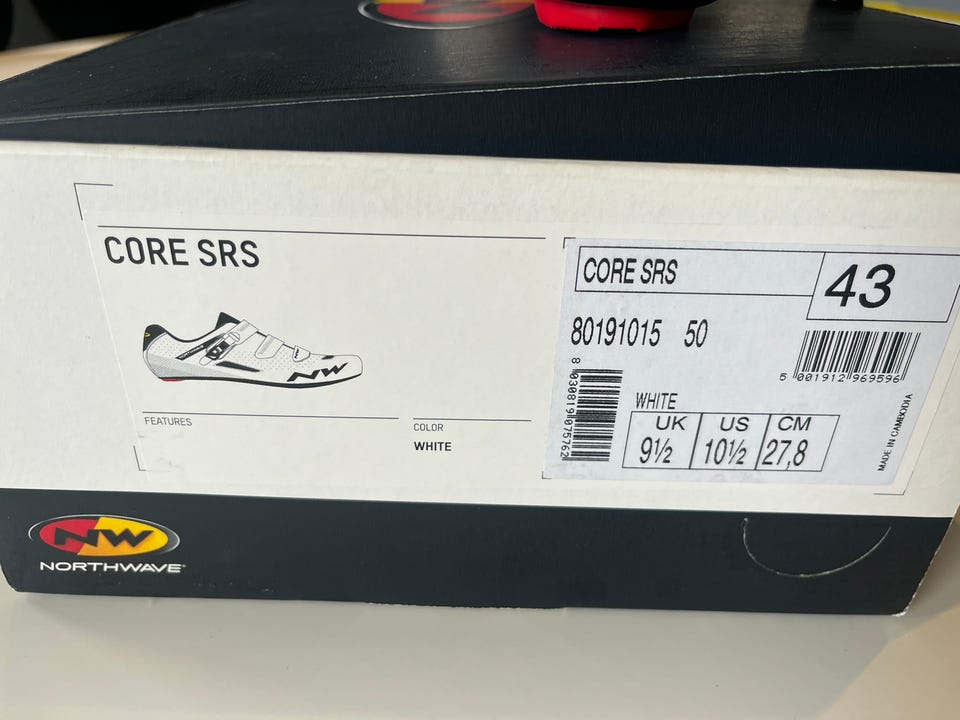 CORE SRS
NW
FEATURES
COLOR
WHITE
CORE SRS
43
80191015 50
5 001912 969596
8 030819 075762
WHITE
UK US CM
9½ 10½ 27,8
MADE IN CAMBODIA
NW
NORTHWAVE